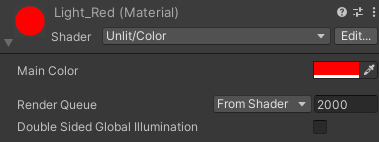 Light_Red (Material)
Shader Unlit/Color Edit...
Main Color
Render Queue From Shader 2000
Double Sided Global Illumination